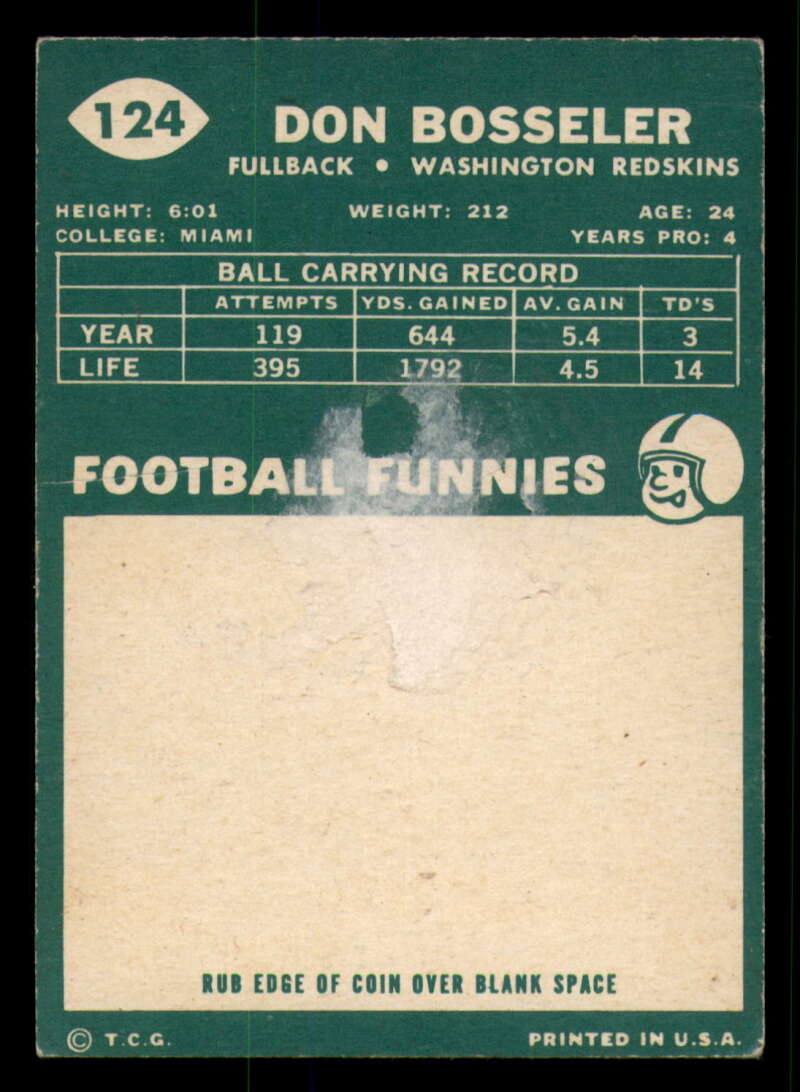 124
DON BOSSELER
FULLBACK • WASHINGTON REDSKINS
HEIGHT: 6:01 WEIGHT: 212 AGE: 24
COLLEGE: MIAMI YEARS PRO: 4
BALL CARRYING RECORD
ATTEMPTS YDS. GAINED AV. GAIN TD'S
YEAR 119 644 5.4 3
LIFE 395 1792 4.5 14
FOOTBALL FUNNIES
RUB EDGE OF COIN OVER BLANK SPACE
© T.C.G. PRINTED IN U.S.A.